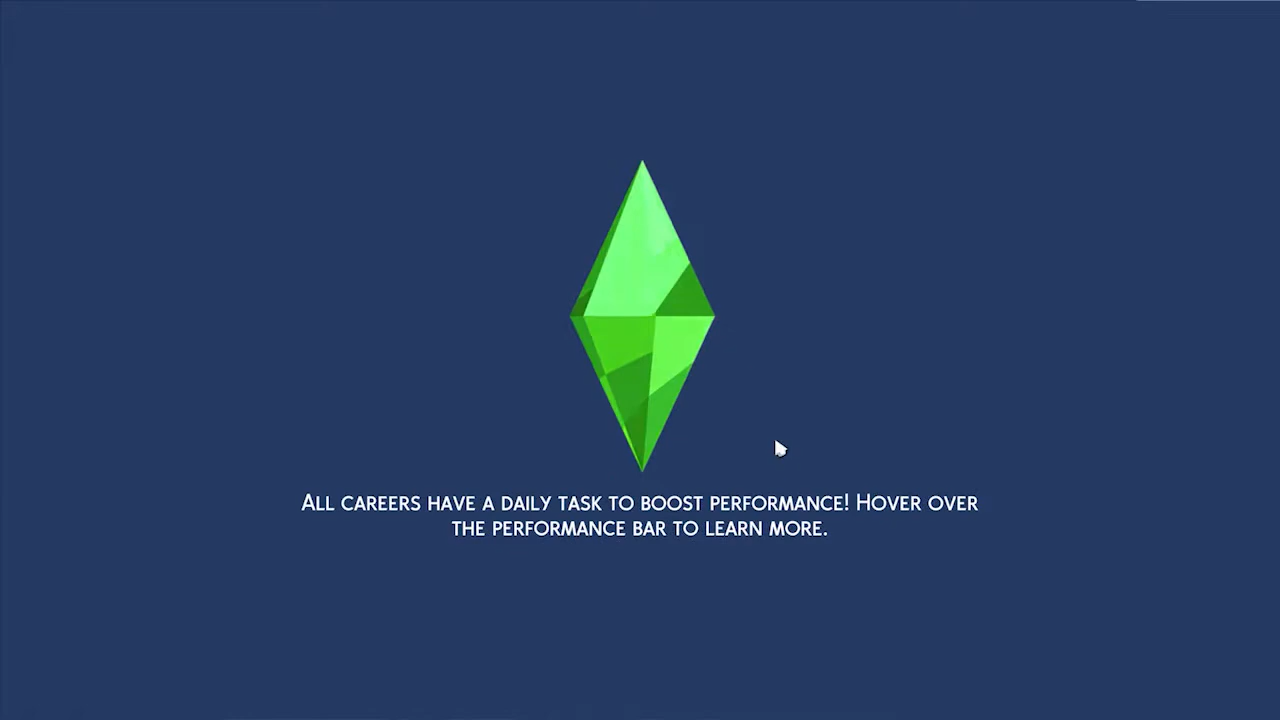 All careers have a daily task to boost performance! Hover over
the performance bar to learn more.